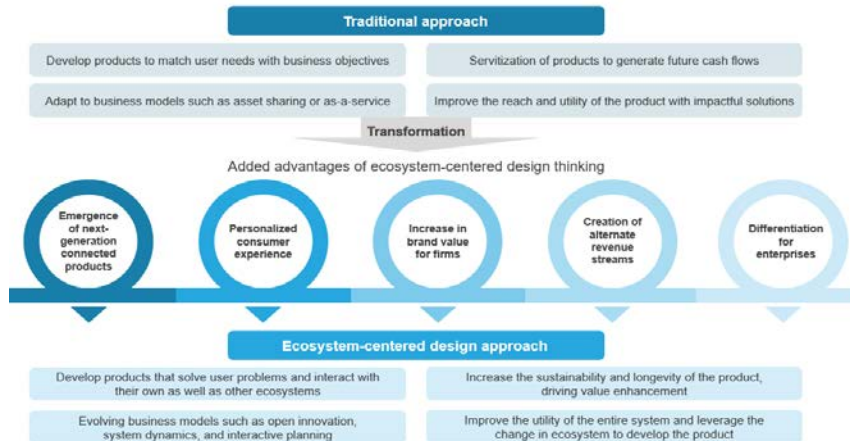 Traditional approach
Develop products to match user needs with business objectives
Servitization of products to generate future cash flows
Adapt to business models such as asset sharing or as-a-service
Improve the reach and utility of the product with impactful solutions
Transformation
Added advantages of ecosystem-centered design thinking
Emergence
of next-
generation
connected
products
Personalized
consumer
experience
Increase in
brand value
for firms
Creation of
alternate
revenue
streams
Differentiation
for
enterprises
Ecosystem-centered design approach
Develop products that solve user problems and interact with
their own as well as other ecosystems
Increase the sustainability and longevity of the product,
driving value enhancement
Evolving business models such as open innovation,
system dynamics, and interactive planning
Improve the utility of the entire system and leverage the
change in ecosystem to develop the product